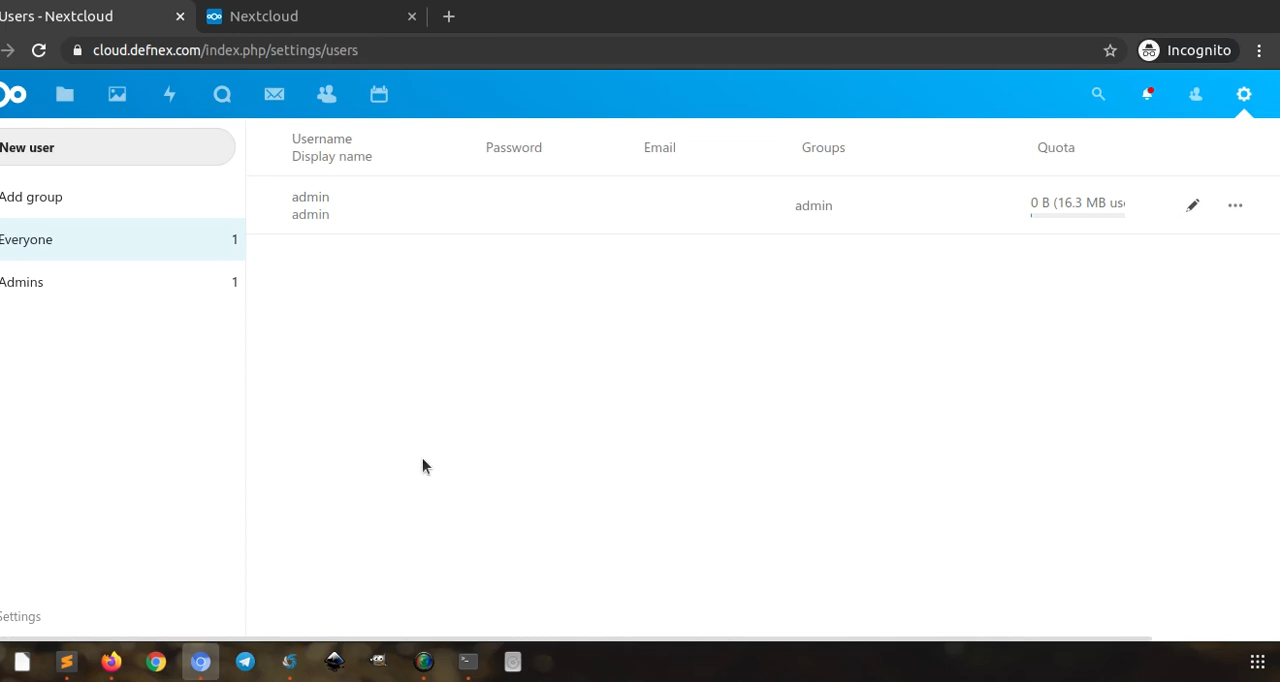 Users - Nextcloud
Nextcloud
cloud.defnex.com/index.php/settings/users
Incognito
New user
Username
Display name
Password
Email
Groups
Quota
Add group
admin
admin
admin
0 B (16.3 MB us
Everyone 1
Admins 1
Settings